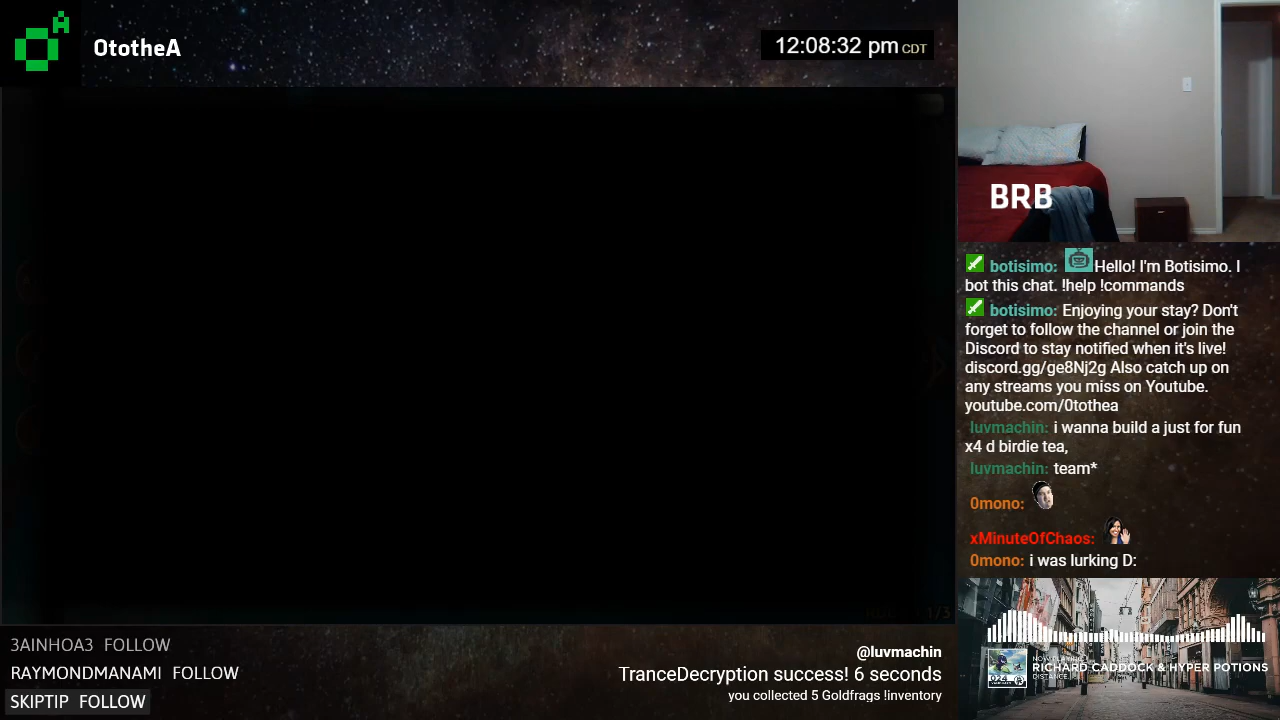 A
OtotheA
12:08:32 pm CDT
BRB
botisimo: Hello! I'm Botisimo. I
bot this chat. !help !commands
botisimo: Enjoying your stay? Don't
forget to follow the channel or join the
Discord to stay notified when it's live!
discord.gg/ge8Nj2g Also catch up on
any streams you miss on Youtube.
youtube.com/0tothea
luvmachin: i wanna build a just for fun
x4 d birdie tea,
luvmachin: team*
0mono:
xMinuteOfChaos:
0mono: i was lurking D:
3AINHOA3 FOLLOW
RAYMONDMANAMI FOLLOW
SKIPTIP FOLLOW
@luvmachin
TranceDecryption success! 6 seconds
you collected 5 Goldfrags !inventory
NOW PLAYING
RICHARD CADDOCK & HYPER POTIONS
DISTANCE
024